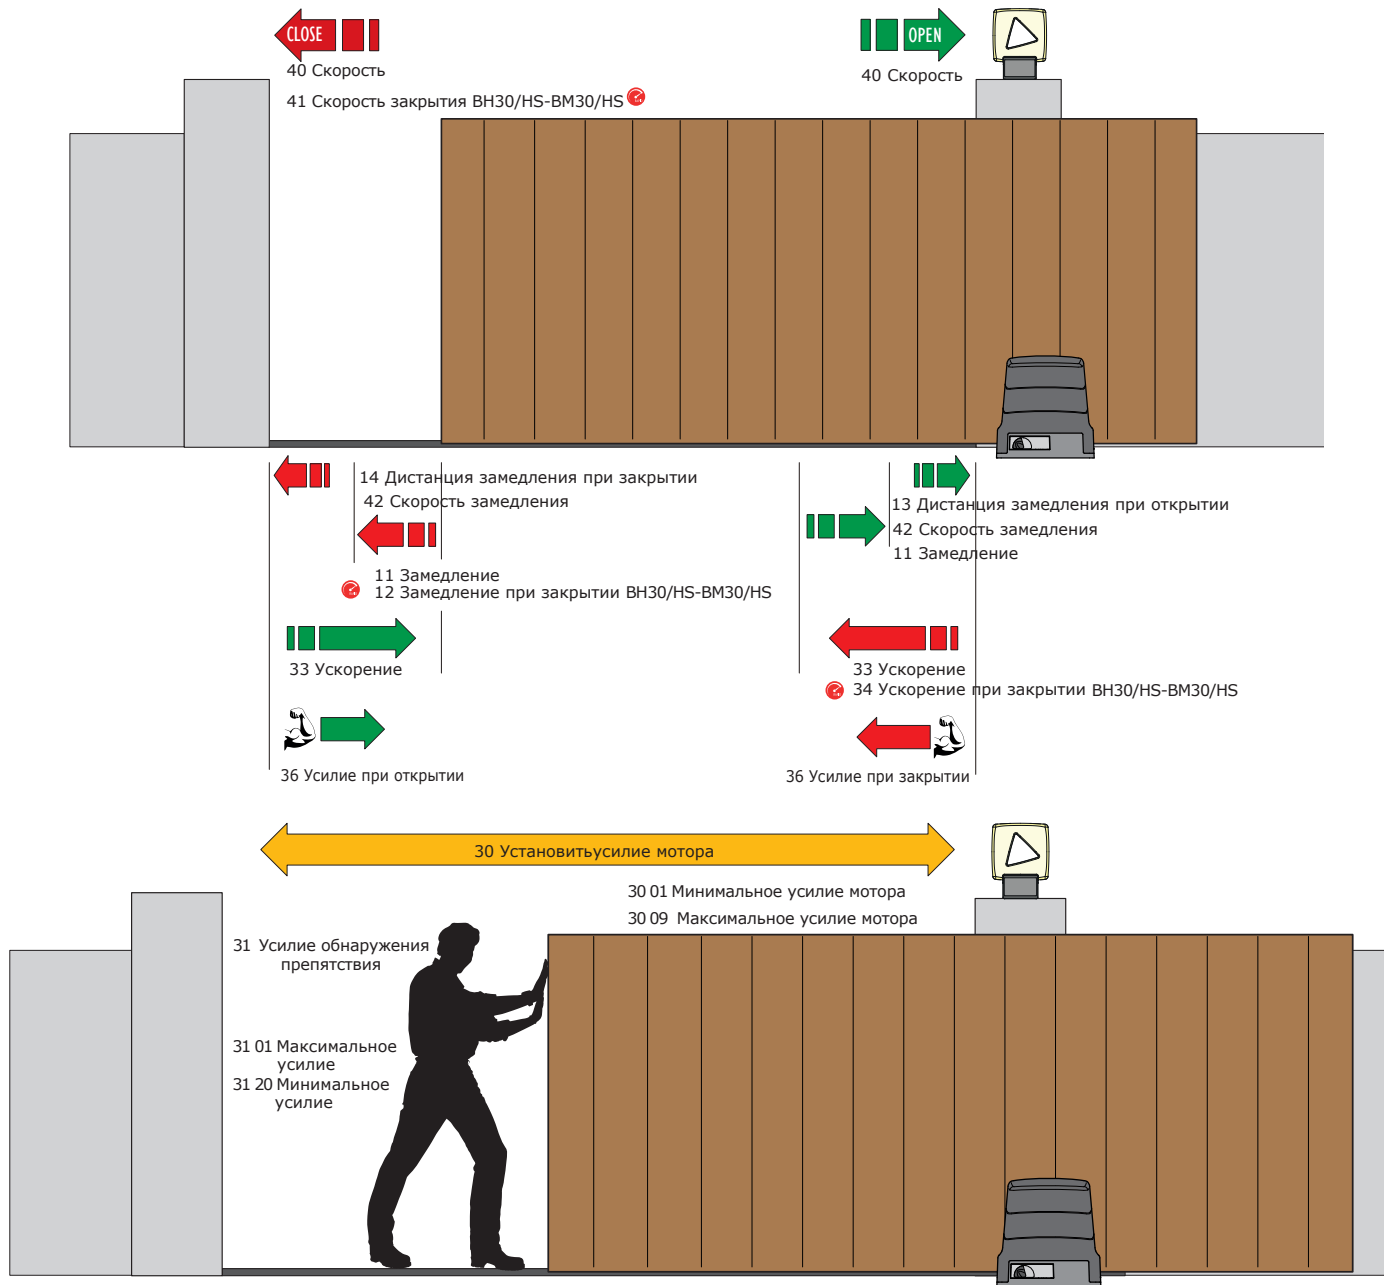 CLOSE
OPEN
40 Скорость
40 Скорость
41 Скорость закрытия BH30/HS-BM30/HS
14 Дистанция замедления при закрытии
42 Скорость замедления
13 Дистанция замедления при открытии
42 Скорость замедления
11 Замедление
11 Замедление
12 Замедление при закрытии BH30/HS-BM30/HS
33 Ускорение
33 Ускорение
34 Ускорение при закрытии BH30/HS-BM30/HS
36 Усилие при открытии
36 Усилие при закрытии
30 Установитьусилие мотора
30 01 Минимальное усилие мотора
30 09 Максимальное усилие мотора
31 Усилие обнаружения
препятствия
31 01 Максимальное
усилие
31 20 Минимальное
усилие